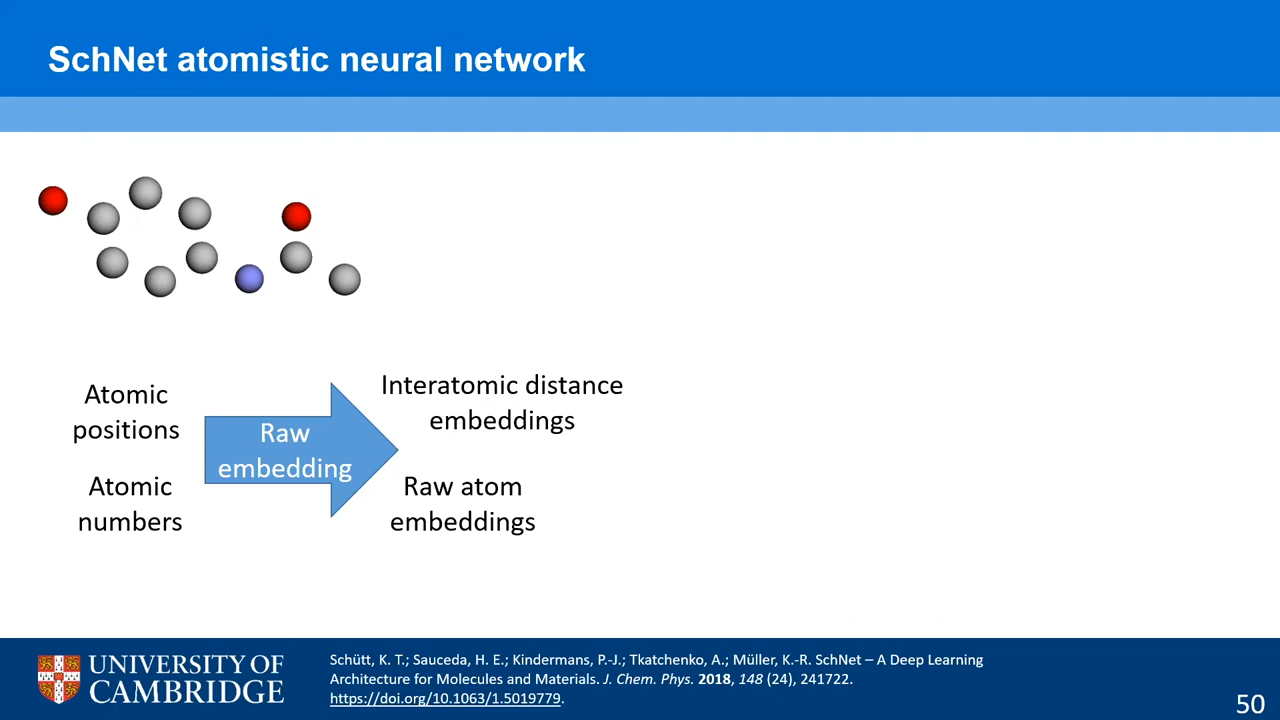 SchNet atomistic neural network
Atomic
positions
Atomic
numbers
Raw
embedding
Interatomic distance
embeddings
Raw atom
embeddings
UNIVERSITY OF
CAMBRIDGE
Schütt, K. T.; Sauceda, H. E.; Kindermans, P.-J.; Tkatchenko, A.; Müller, K.-R. SchNet – A Deep Learning
Architecture for Molecules and Materials. J. Chem. Phys. 2018, 148 (24), 241722.
https://doi.org/10.1063/1.5019779.
50